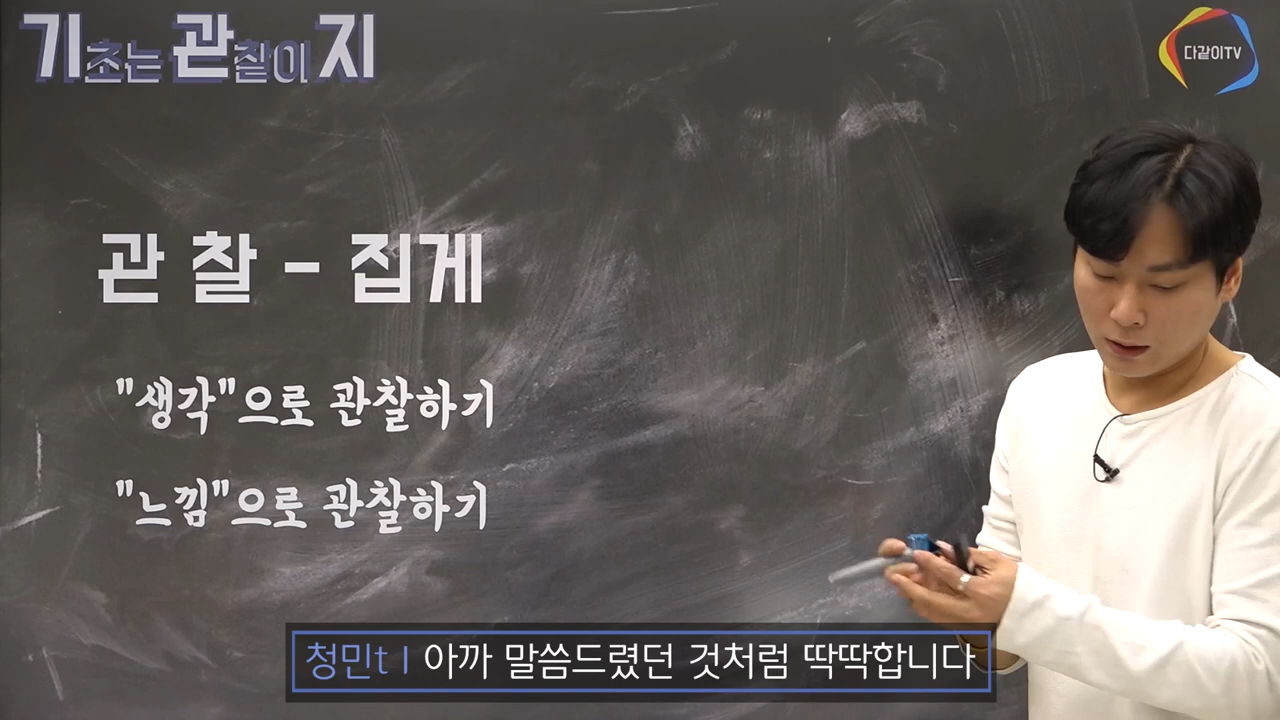 기초는 관찰이지
다같이TV
관 찰 - 집게
"생각"으로 관찰하기
"느낌"으로 관찰하기
청민t | 아까 말씀드렸던 것처럼 딱딱합니다